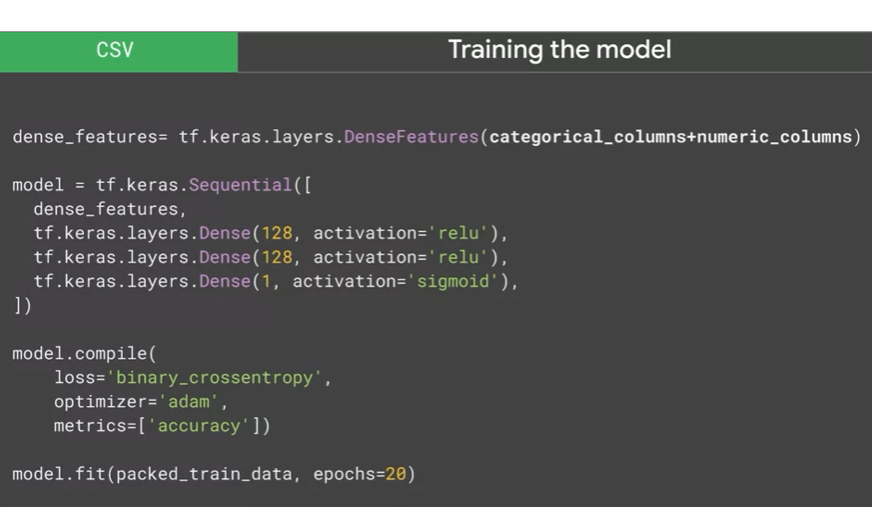 CSV
Training the model
dense_features= tf.keras.layers.DenseFeatures(categorical_columns+numeric_columns)
model = tf.keras.Sequential([
  dense_features,
  tf.keras.layers.Dense(128, activation='relu'),
  tf.keras.layers.Dense(128, activation='relu'),
  tf.keras.layers.Dense(1, activation='sigmoid'),
])
model.compile(
    loss='binary_crossentropy',
    optimizer='adam',
    metrics=['accuracy'])
model.fit(packed_train_data, epochs=20)